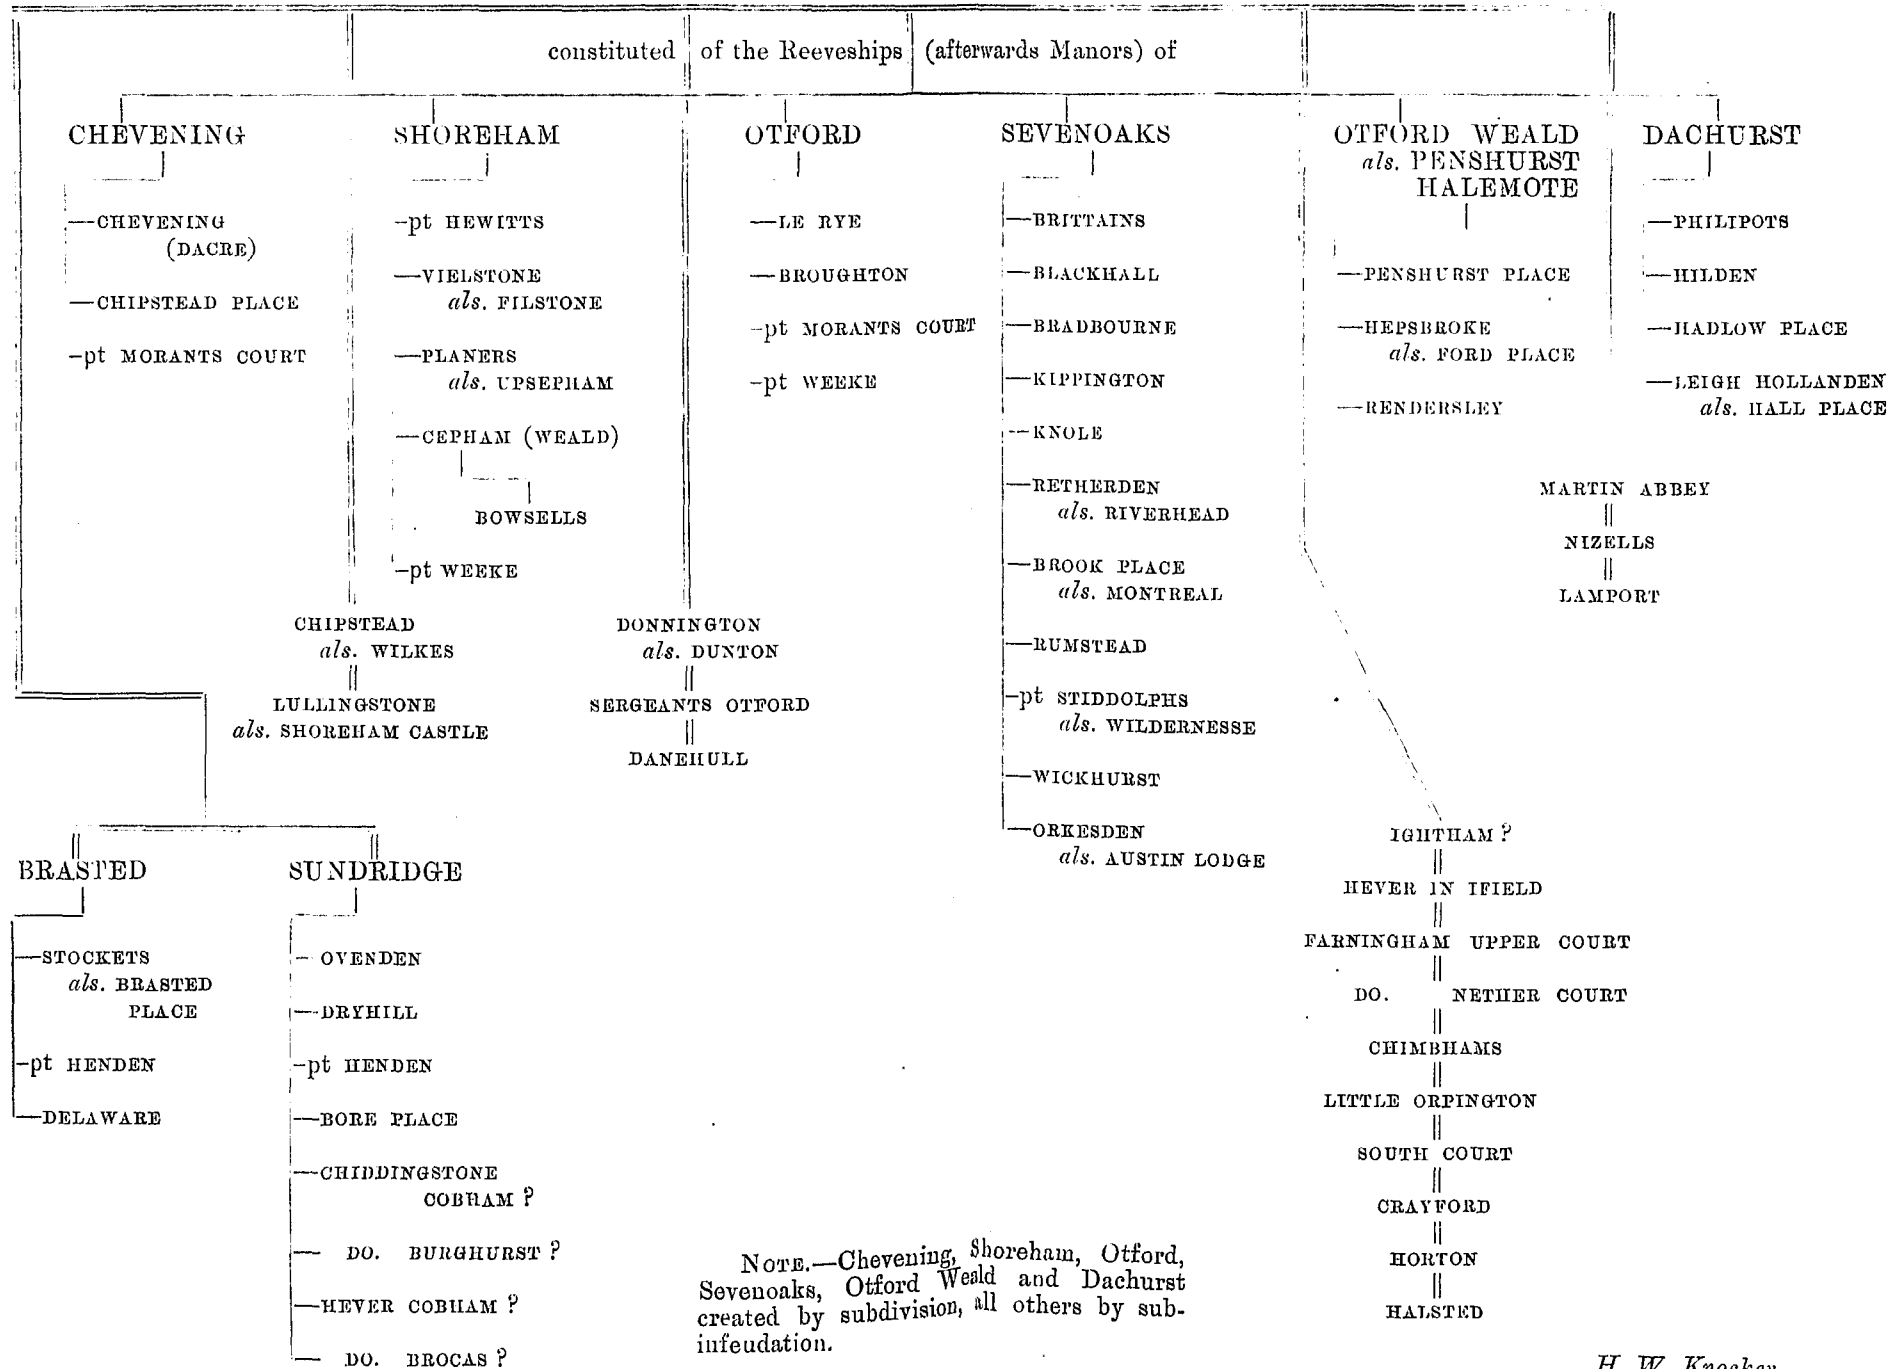 constituted of the Reeveships (afterwards Manors) of
CHEVENING
CHEVENING
(DACRE)
CHIPSTEAD PLACE
pt MORANTS COURT
SHOREHAM
pt HEWITTS
VIELSTONE
als. FILSTONE
PLANERS
als. UPSEPHAM
CEPHAM (WEALD)
BOWSELLS
pt WEEKE
OTFORD
LE RYE
BROUGHTON
pt MORANTS COURT
pt WEEKE
SEVENOAKS
BRITTAINS
BLACKHALL
BRADBOURNE
KIPPINGTON
KNOLE
RETHERDEN
als. RIVERHEAD
BROOK PLACE
als. MONTREAL
RUMSTEAD
pt STIDDOLPHS
als. WILDERNESSE
WICKHURST
ORKESDEN
als. AUSTIN LODGE
OTFORD WEALD
als. PENSHURST
HALEMOTE
PENSHURST PLACE
HEPSBROKE
als. FORD PLACE
RENDERSLEY
DACHURST
PHILIPOTS
HILDEN
HADLOW PLACE
LEIGH HOLLANDEN
als. HALL PLACE
MARTIN ABBEY
NIZELLS
LAMPORT
CHIPSTEAD
als. WILKES
LULLINGSTONE
als. SHOREHAM CASTLE
DONNINGTON
als. DUNTON
SERGEANTS OTFORD
DANEHULL
BRASTED
STOCKETS
als. BRASTED
PLACE
pt HENDEN
DELAWARE
SUNDRIDGE
OVENDEN
DRYHILL
pt HENDEN
BORE PLACE
CHIDDINGSTONE
COBHAM ?
DO. BURGHURST ?
HEVER COBHAM ?
DO. BROCAS ?
IGHTHAM ?
HEVER IN IFIELD
FARNINGHAM UPPER COURT
DO. NETHER COURT
CHIMBHAMS
LITTLE ORPINGTON
SOUTH COURT
CRAYFORD
HORTON
HALSTED
NOTE.—Chevening, Shoreham, Otford,
Sevenoaks, Otford Weald and Dachurst
created by subdivision, all others by sub-
infeudation.
H. W. Knocker